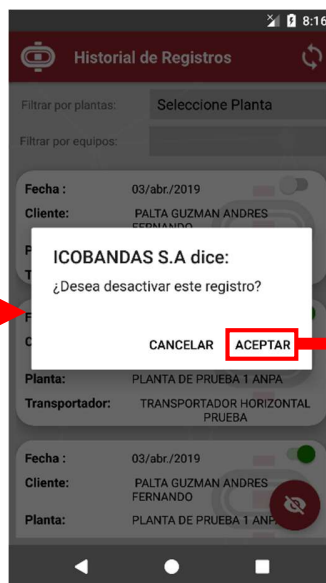 8:16
Historial de Registros
Filtrar por plantas: Seleccione Planta
Filtrar por equipos:
Fecha : 03/abr./2019
Cliente: PALTA GUZMAN ANDRES
FERNANDO
P
T
ICOBANDAS S.A dice:
¿Desea desactivar este registro?
CANCELAR ACEPTAR
F
C
Planta: PLANTA DE PRUEBA 1 ANPA
Transportador: TRANSPORTADOR HORIZONTAL
PRUEBA
Fecha : 03/abr./2019
Cliente: PALTA GUZMAN ANDRES
FERNANDO
Planta: PLANTA DE PRUEBA 1 ANP